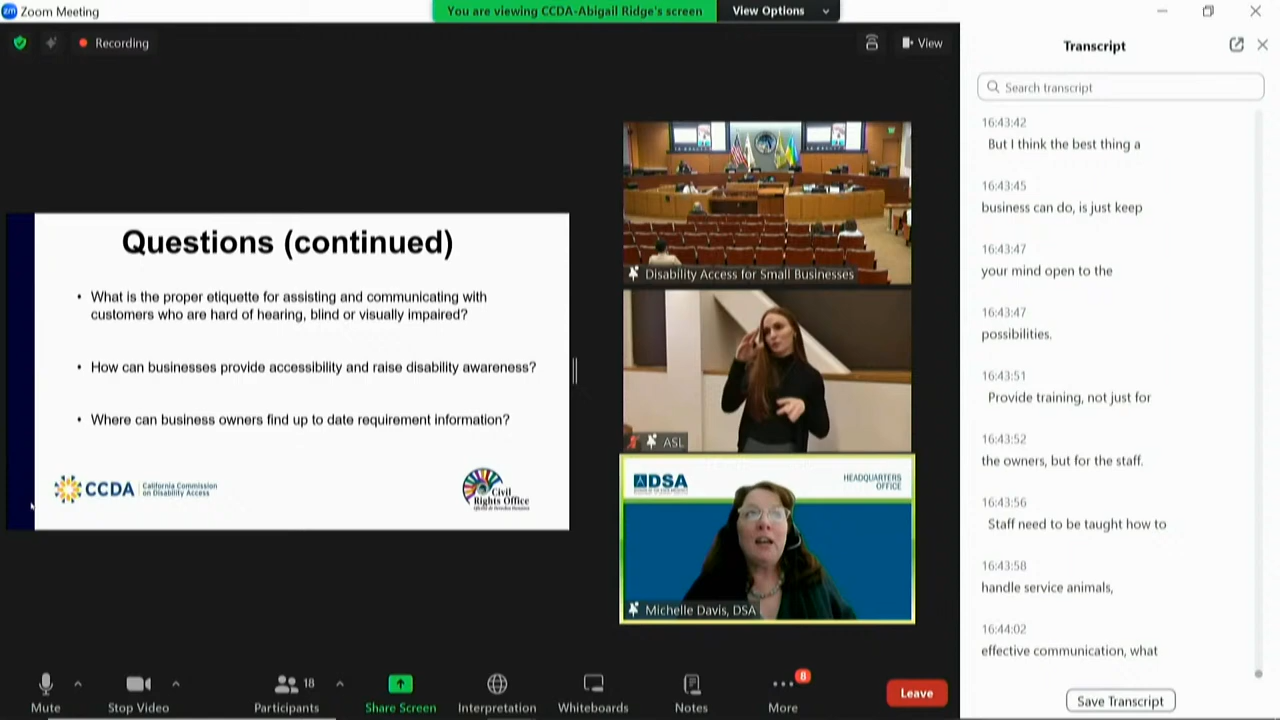 Zoom Meeting
You are viewing CCDA-Abigail Ridge's screen
View Options
Recording
View
Questions (continued)
• What is the proper etiquette for assisting and communicating with
customers who are hard of hearing, blind or visually impaired?
• How can businesses provide accessibility and raise disability awareness?
• Where can business owners find up to date requirement information?
CCDA
California Commission
on Disability Access
Civil
Rights Office
Disability Access for Small Businesses
ASL
DSA
HEADQUARTERS
OFFICE
Michelle Davis, DSA
Transcript
Search transcript
16:43:42
But I think the best thing a
16:43:45
business can do, is just keep
16:43:47
your mind open to the
16:43:47
possibilities.
16:43:51
Provide training, not just for
16:43:52
the owners, but for the staff.
16:43:56
Staff need to be taught how to
16:43:58
handle service animals,
16:44:02
effective communication, what
Save Transcript
Mute
Stop Video
18
Participants
Share Screen
Interpretation
Whiteboards
Notes
8
More
Leave